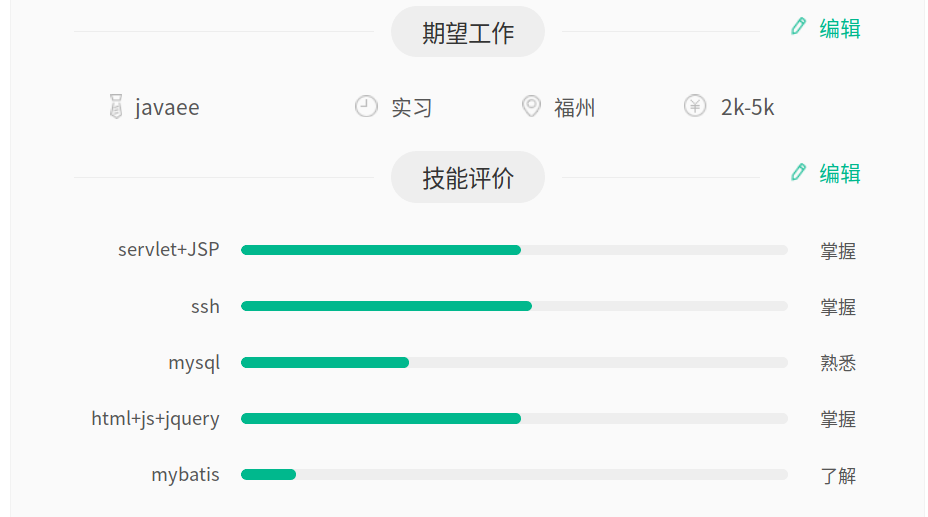 期望工作 编辑
javaee 实习 福州 2k-5k
技能评价 编辑
servlet+JSP 掌握
ssh 掌握
mysql 熟悉
html+js+jquery 掌握
mybatis 了解